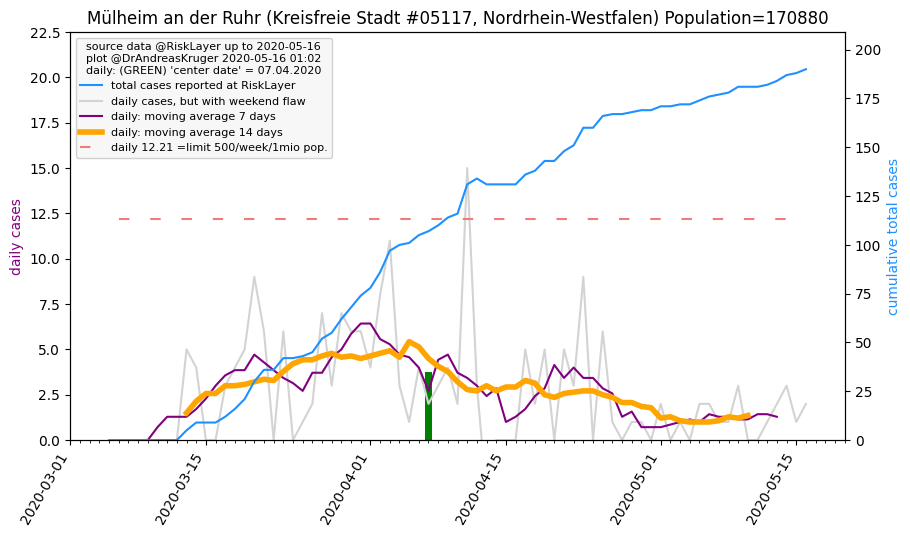 Mülheim an der Ruhr (Kreisfreie Stadt #05117, Nordrhein-Westfalen) Population=170880
source data @RiskLayer up to 2020-05-16
plot @DrAndreasKruger 2020-05-16 01:02
daily: (GREEN) 'center date' = 07.04.2020
total cases reported at RiskLayer
daily cases, but with weekend flaw
daily: moving average 7 days
daily: moving average 14 days
daily 12.21 =limit 500/week/1mio pop.
daily cases
22.5
20.0
17.5
15.0
12.5
10.0
7.5
5.0
2.5
0.0
200
175
150
125
100
75
50
25
0
cumulative total cases
2020-03-01
2020-03-15
2020-04-01
2020-04-15
2020-05-01
2020-05-15